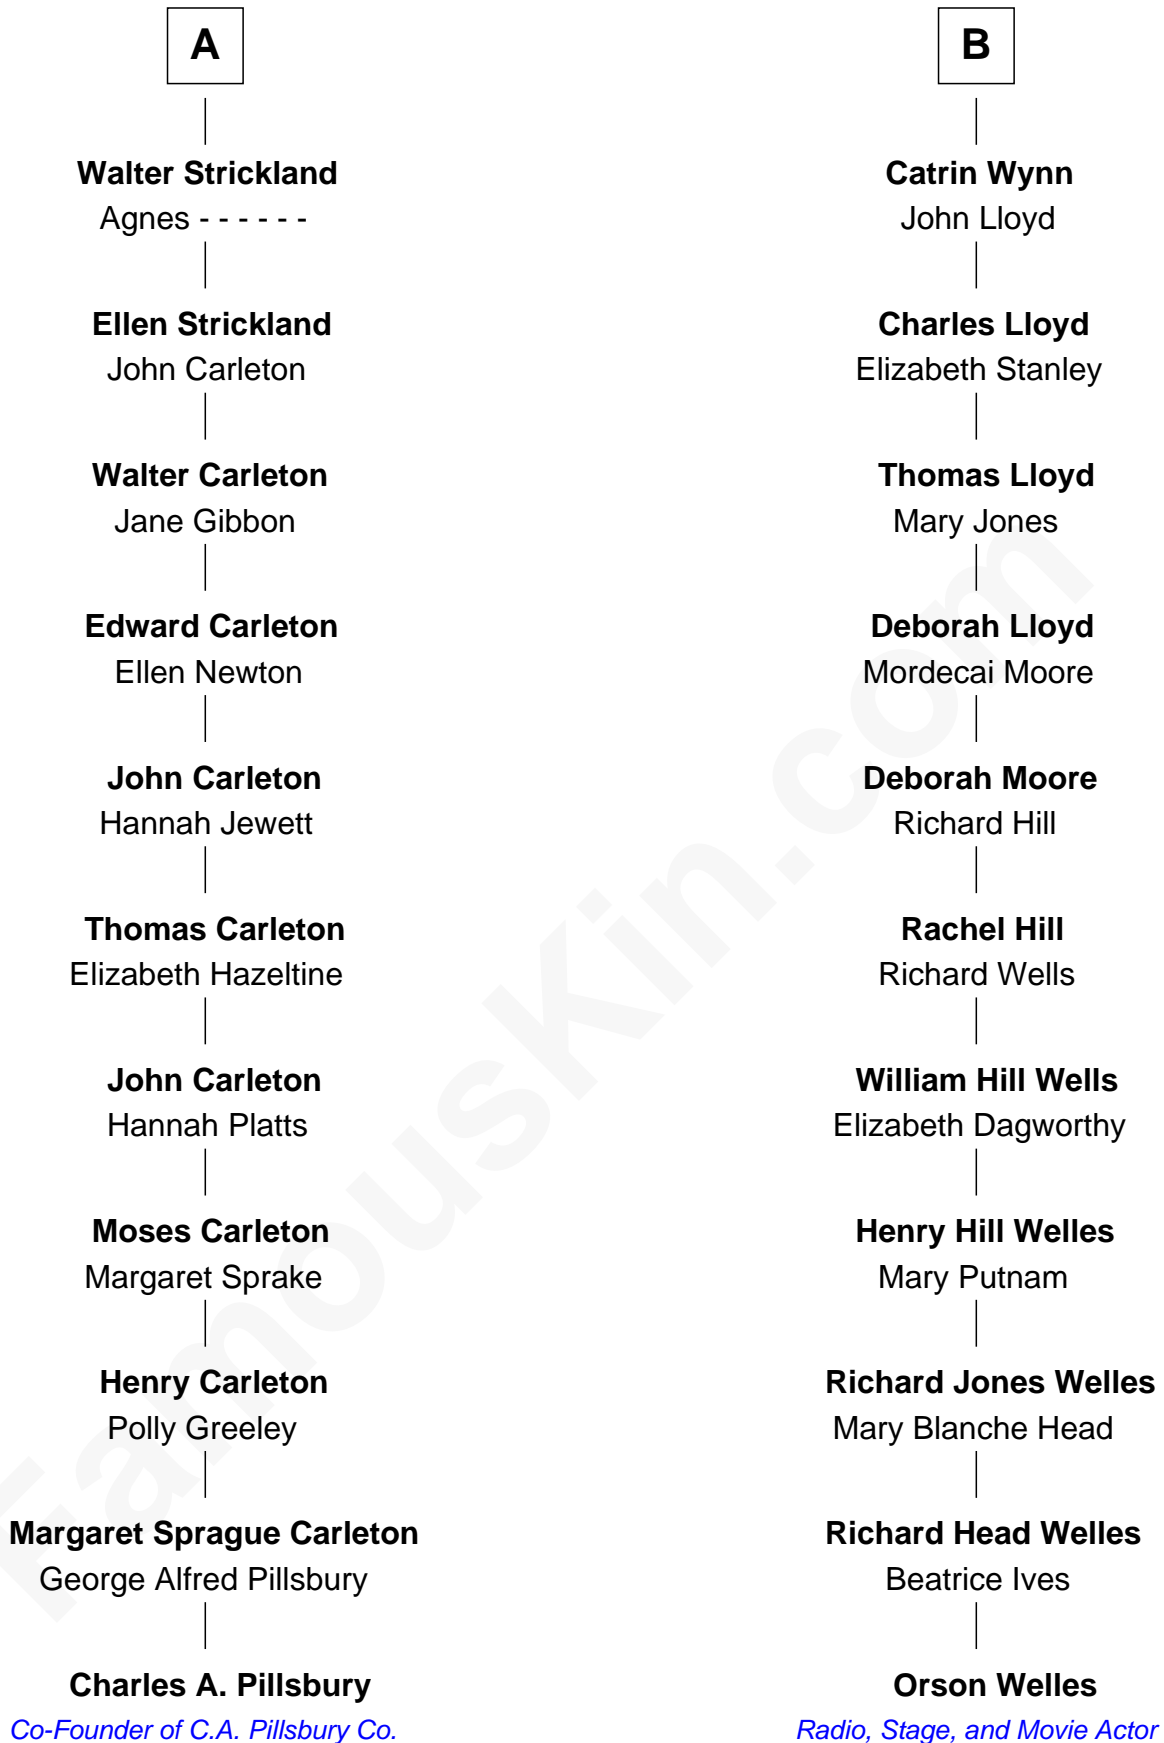 A
Walter Strickland
Agnes - - - - - -
Ellen Strickland
John Carleton
Walter Carleton
Jane Gibbon
Edward Carleton
Ellen Newton
John Carleton
Hannah Jewett
Thomas Carleton
Elizabeth Hazeltine
John Carleton
Hannah Platts
Moses Carleton
Margaret Sprake
Henry Carleton
Polly Greeley
Margaret Sprague Carleton
George Alfred Pillsbury
Charles A. Pillsbury
Co-Founder of C.A. Pillsbury Co.
B
Catrin Wynn
John Lloyd
Charles Lloyd
Elizabeth Stanley
Thomas Lloyd
Mary Jones
Deborah Lloyd
Mordecai Moore
Deborah Moore
Richard Hill
Rachel Hill
Richard Wells
William Hill Wells
Elizabeth Dagworthy
Henry Hill Welles
Mary Putnam
Richard Jones Welles
Mary Blanche Head
Richard Head Welles
Beatrice Ives
Orson Welles
Radio, Stage, and Movie Actor
FamousKin.com